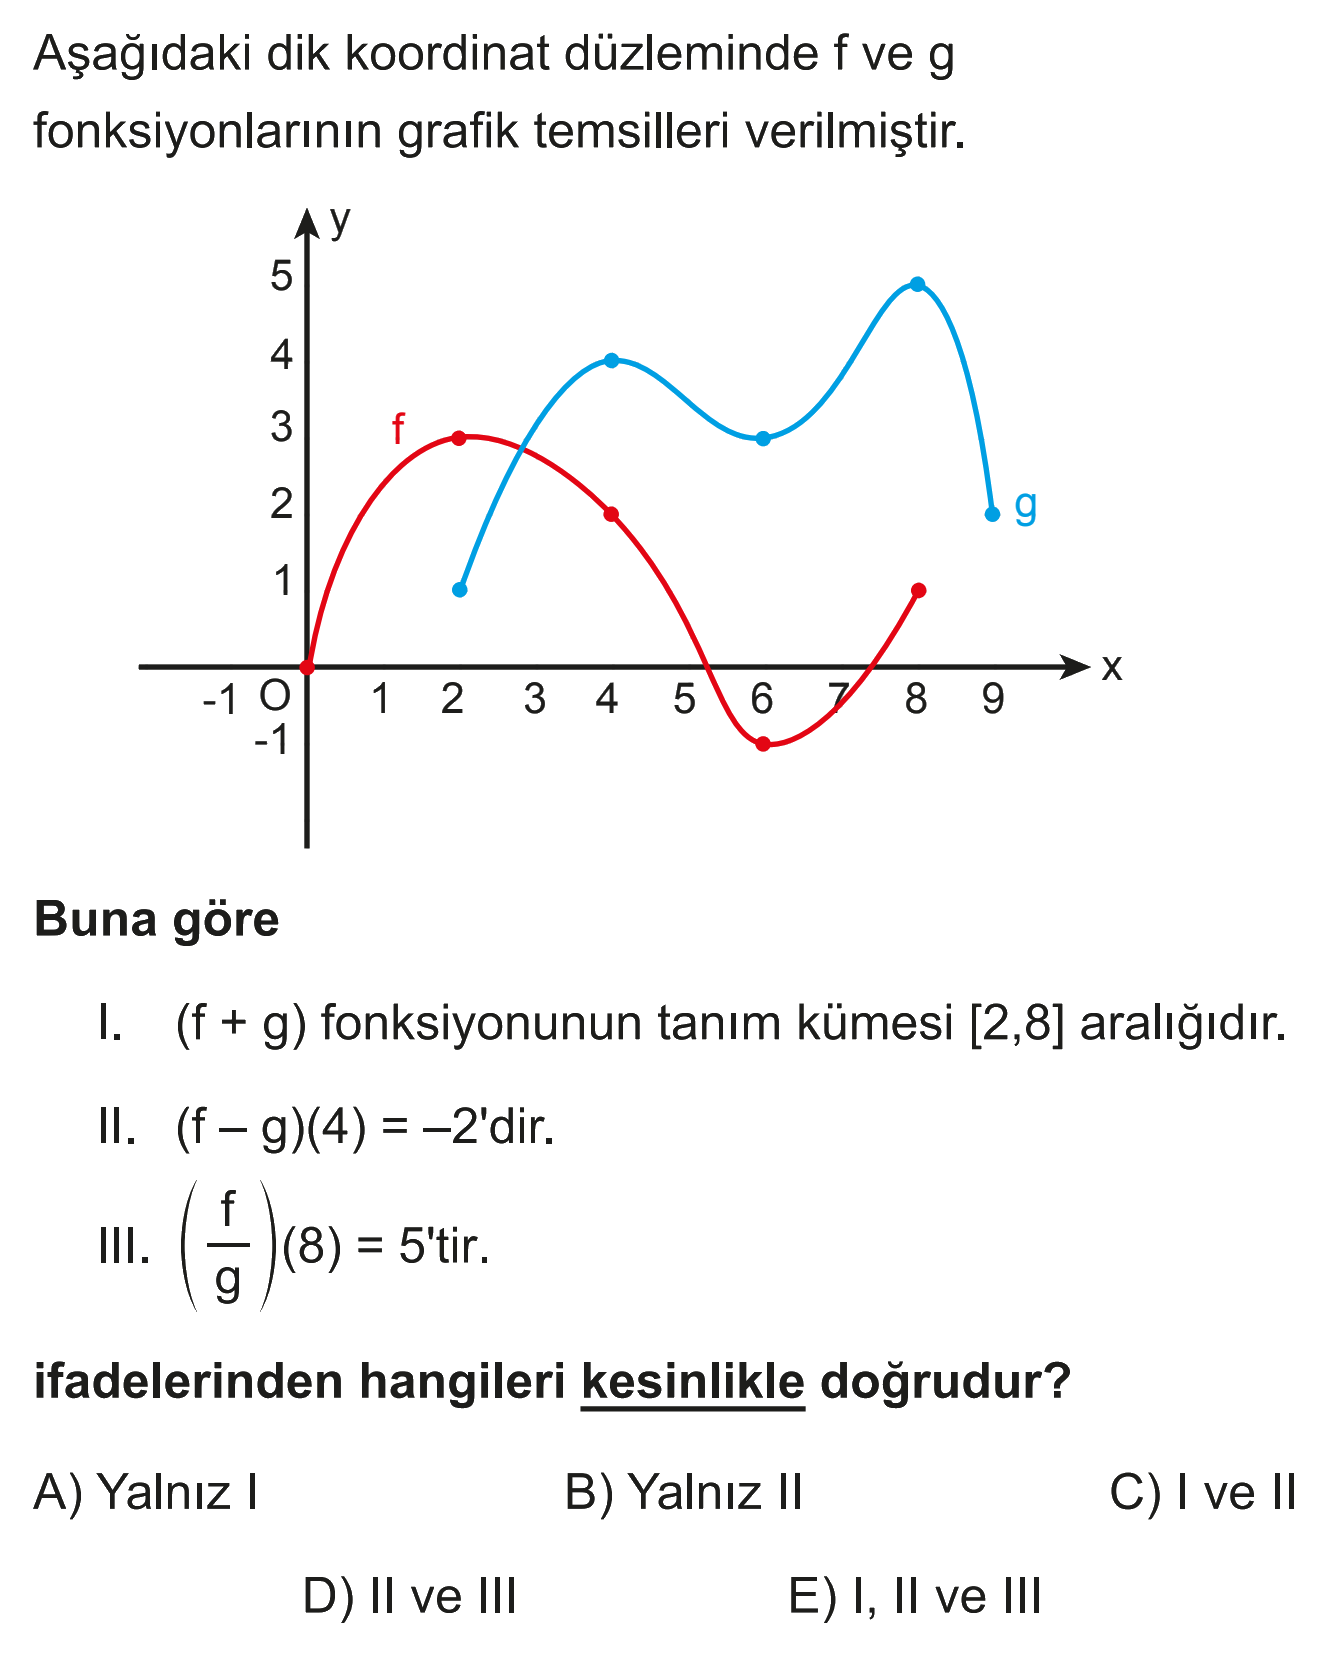 Aşağıdaki dik koordinat düzleminde f ve g
fonksiyonlarının grafik temsilleri verilmiştir.
y
5
4
3
2
1
f
g
x
-1 O 1 2 3 4 5 6 7 8 9
-1
Buna göre
I. (f + g) fonksiyonunun tanım kümesi [2,8] aralığıdır.
II. (f – g)(4) = –2'dir.
III. (f/g)(8) = 5'tir.
ifadelerinden hangileri kesinlikle doğrudur?
A) Yalnız I B) Yalnız II C) I ve II
D) II ve III E) I, II ve III